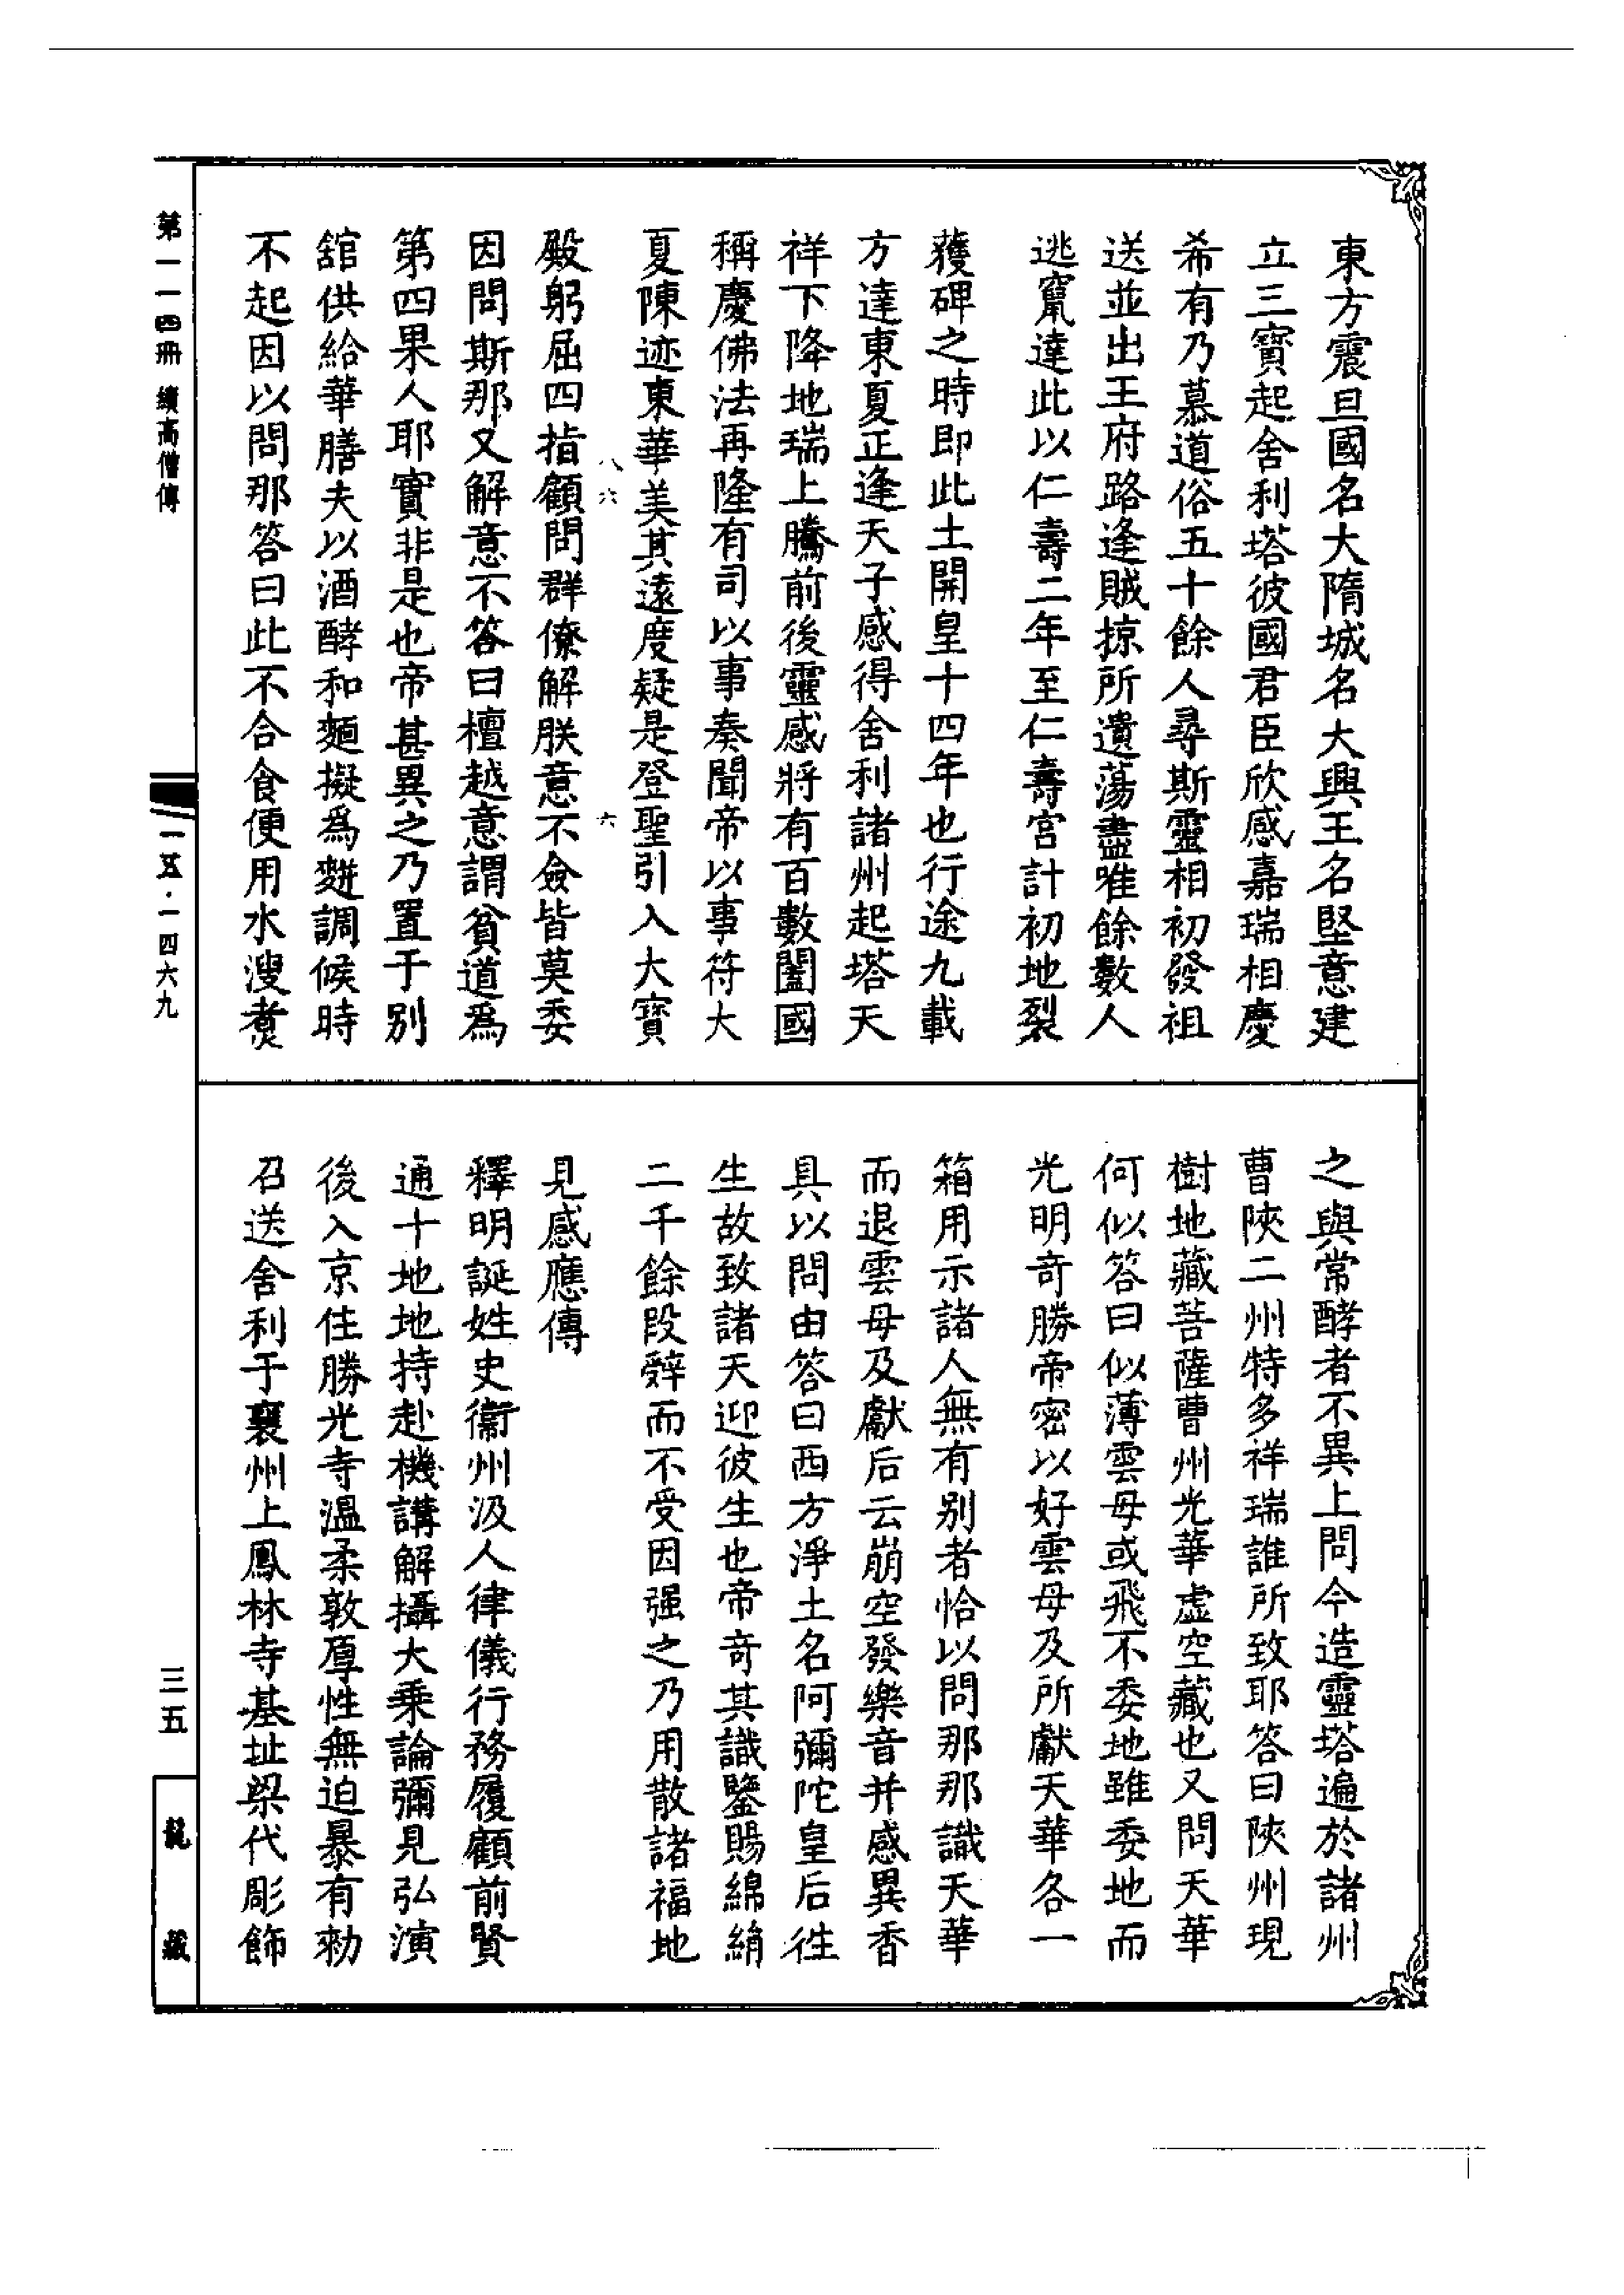 東方震旦國名大隋城名大興王名堅意建
立三寶起舍利塔彼國君臣欣感嘉瑞相慶
希有乃慕道俗五十餘人尋斯靈相初發祖
送並出王府路逢賊掠所遺蕩盡唯餘數人
逃竄達此以仁壽二年至仁壽宮計初地裂
獲碑之時即此土開皇十四年也行途九載
方達東夏正逢天子感得舍利諸州起塔天
祥下降地瑞上騰前後靈感將有百數闔國
稱慶佛法再隆有司以事奏聞帝以事符大
夏陳迹東華美其遠度疑是登聖引入大寶
八六
六
殿躬屈四指顧問群僚解朕意不僉皆莫委
因問斯那又解意不答曰檀越意謂貧道為
第四果人耶實非是也帝甚異之乃置于別
舘供給華膳夫以酒酵和麵擬為䴵調候時
不起因以問那答曰此不合食便用水溲煮
之與常酵者不異上問今造靈塔遍於諸州
曹陝二州特多祥瑞誰所致耶答曰陝州現
樹地藏菩薩曹州光華虛空藏也又問天華
何似答曰似薄雲母或飛不委地雖委地而
光明奇勝帝密以好雲母及所獻天華各一
箱用示諸人無有別者恰以問那那識天華
而退雲母及獻后云崩空發樂音并感異香
具以問由答曰西方淨土名阿彌陀皇后徃
生故致諸天迎彼生也帝奇其識鑒賜綿絹
二千餘段辤而不受因强之乃用散諸福地
見感應傳
釋明誕姓史衞州汲人律儀行務履顧前賢
通十地地持赴機講解攝大乘論彌見弘演
後入京住勝光寺溫柔敦厚性無迫暴有勑
召送舍利于襄州上鳳林寺基址梁代彫飾
第一一四冊 續高僧傳
一五·一四六九
三五
龍藏